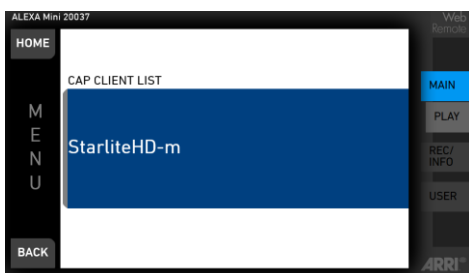 ALEXA Mini 20037
Web
Remote
HOME
CAP CLIENT LIST
MAIN
MENU
PLAY
StarliteHD-m
REC/
INFO
USER
BACK
ARRI